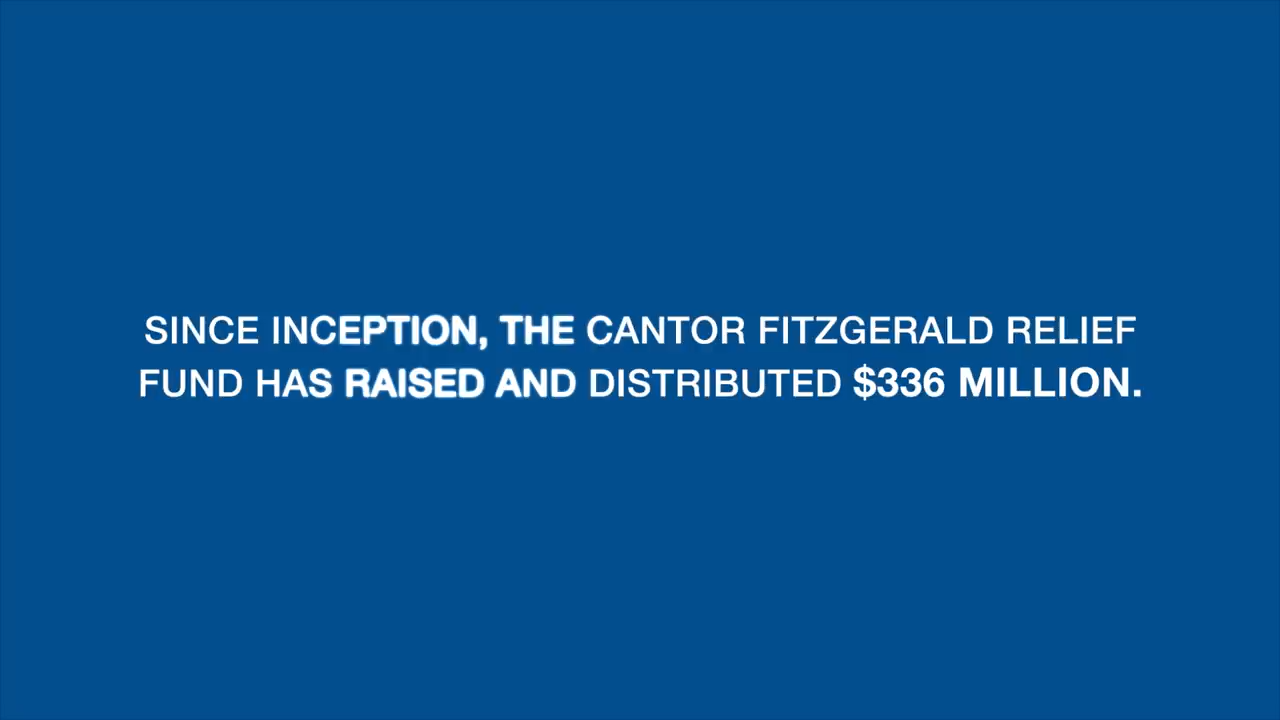 SINCE INCEPTION, THE CANTOR FITZGERALD RELIEF
FUND HAS RAISED AND DISTRIBUTED $336 MILLION.